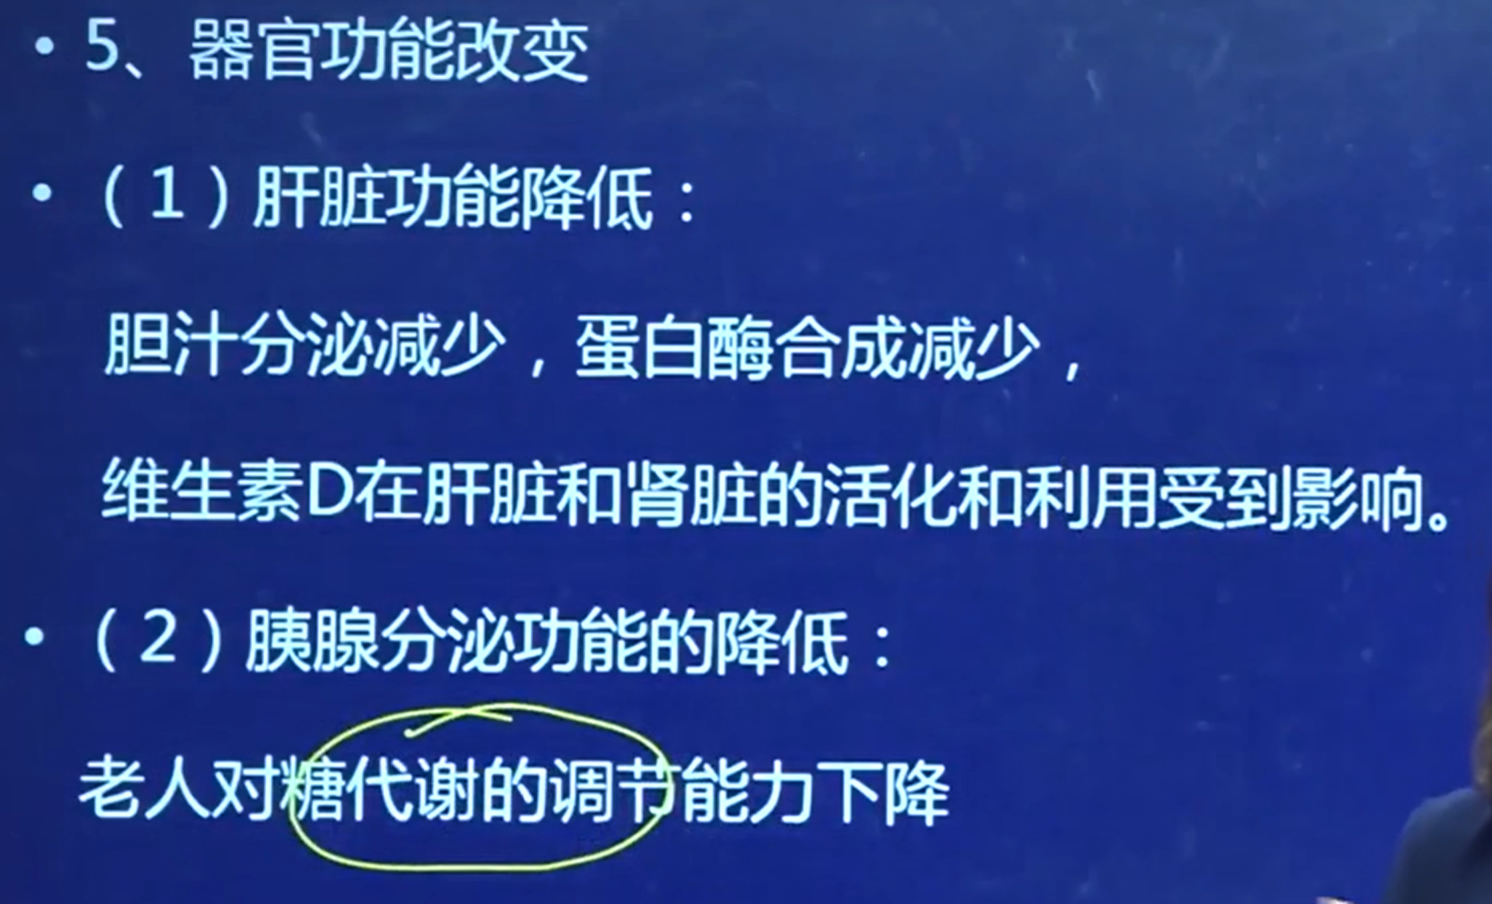 • 5、器官功能改变
• （1）肝脏功能降低：
胆汁分泌减少，蛋白酶合成减少，
维生素D在肝脏和肾脏的活化和利用受到影响。
• （2）胰腺分泌功能的降低：
老人对糖代谢的调节能力下降